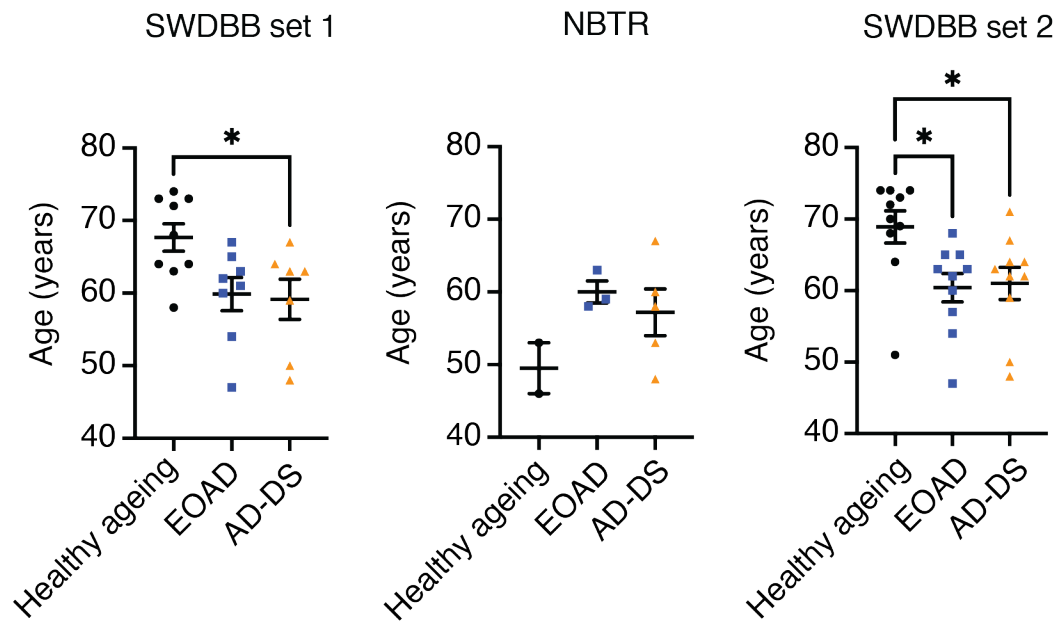 SWDBB set 1
*
Age (years)
80
70
60
50
40
Healthy ageing
EOAD
AD-DS
NBTR
Age (years)
80
70
60
50
40
Healthy ageing
EOAD
AD-DS
SWDBB set 2
*
*
Age (years)
80
70
60
50
40
Healthy ageing
EOAD
AD-DS